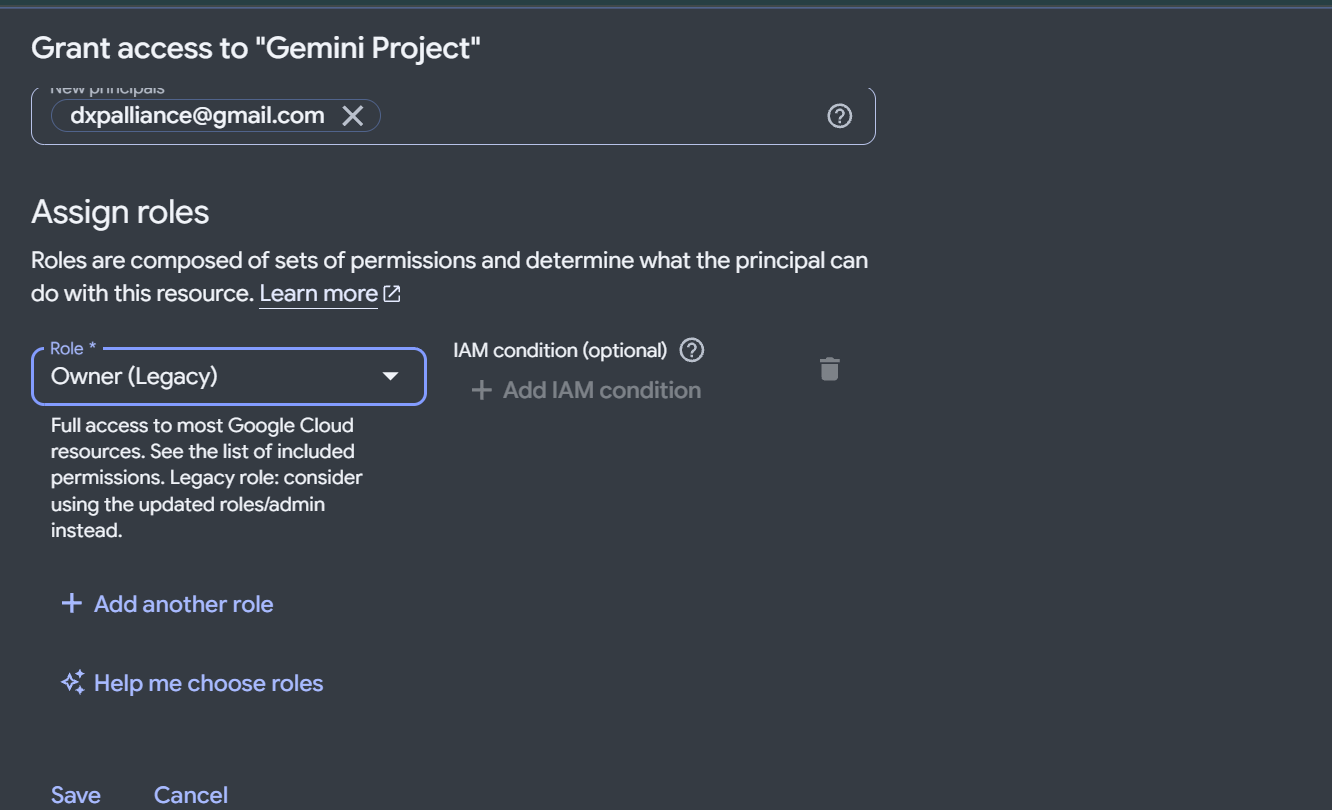 Grant access to "Gemini Project"
New principals
dxpalliance@gmail.com
Assign roles
Roles are composed of sets of permissions and determine what the principal can
do with this resource. Learn more
Role *
Owner (Legacy)
IAM condition (optional)
Add IAM condition
Full access to most Google Cloud
resources. See the list of included
permissions. Legacy role: consider
using the updated roles/admin
instead.
Add another role
Help me choose roles
Save Cancel